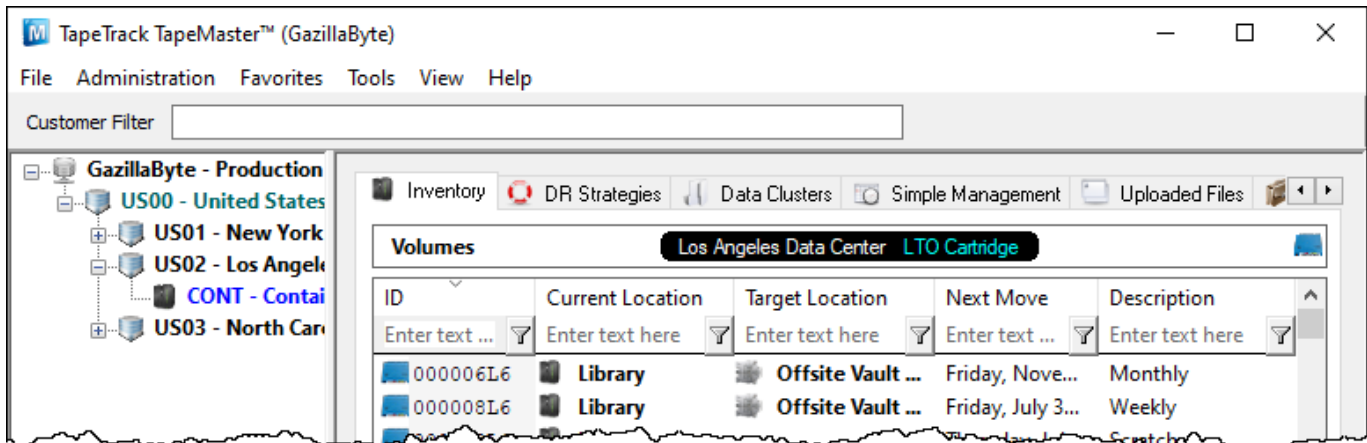 TapeTrack TapeMaster™ (GazillaByte)
File Administration Favorites Tools View Help
Customer Filter
GazillaByte - Production
US00 - United States
US01 - New York
US02 - Los Angele
CONT - Contai
US03 - North Car
Inventory DR Strategies Data Clusters Simple Management Uploaded Files
Volumes Los Angeles Data Center LTO Cartridge
ID Current Location Target Location Next Move Description
Enter text ... Enter text here Enter text here Enter text ... Enter text here
000006L6 Library Offsite Vault ... Friday, Nove... Monthly
000008L6 Library Offsite Vault ... Friday, July 3... Weekly